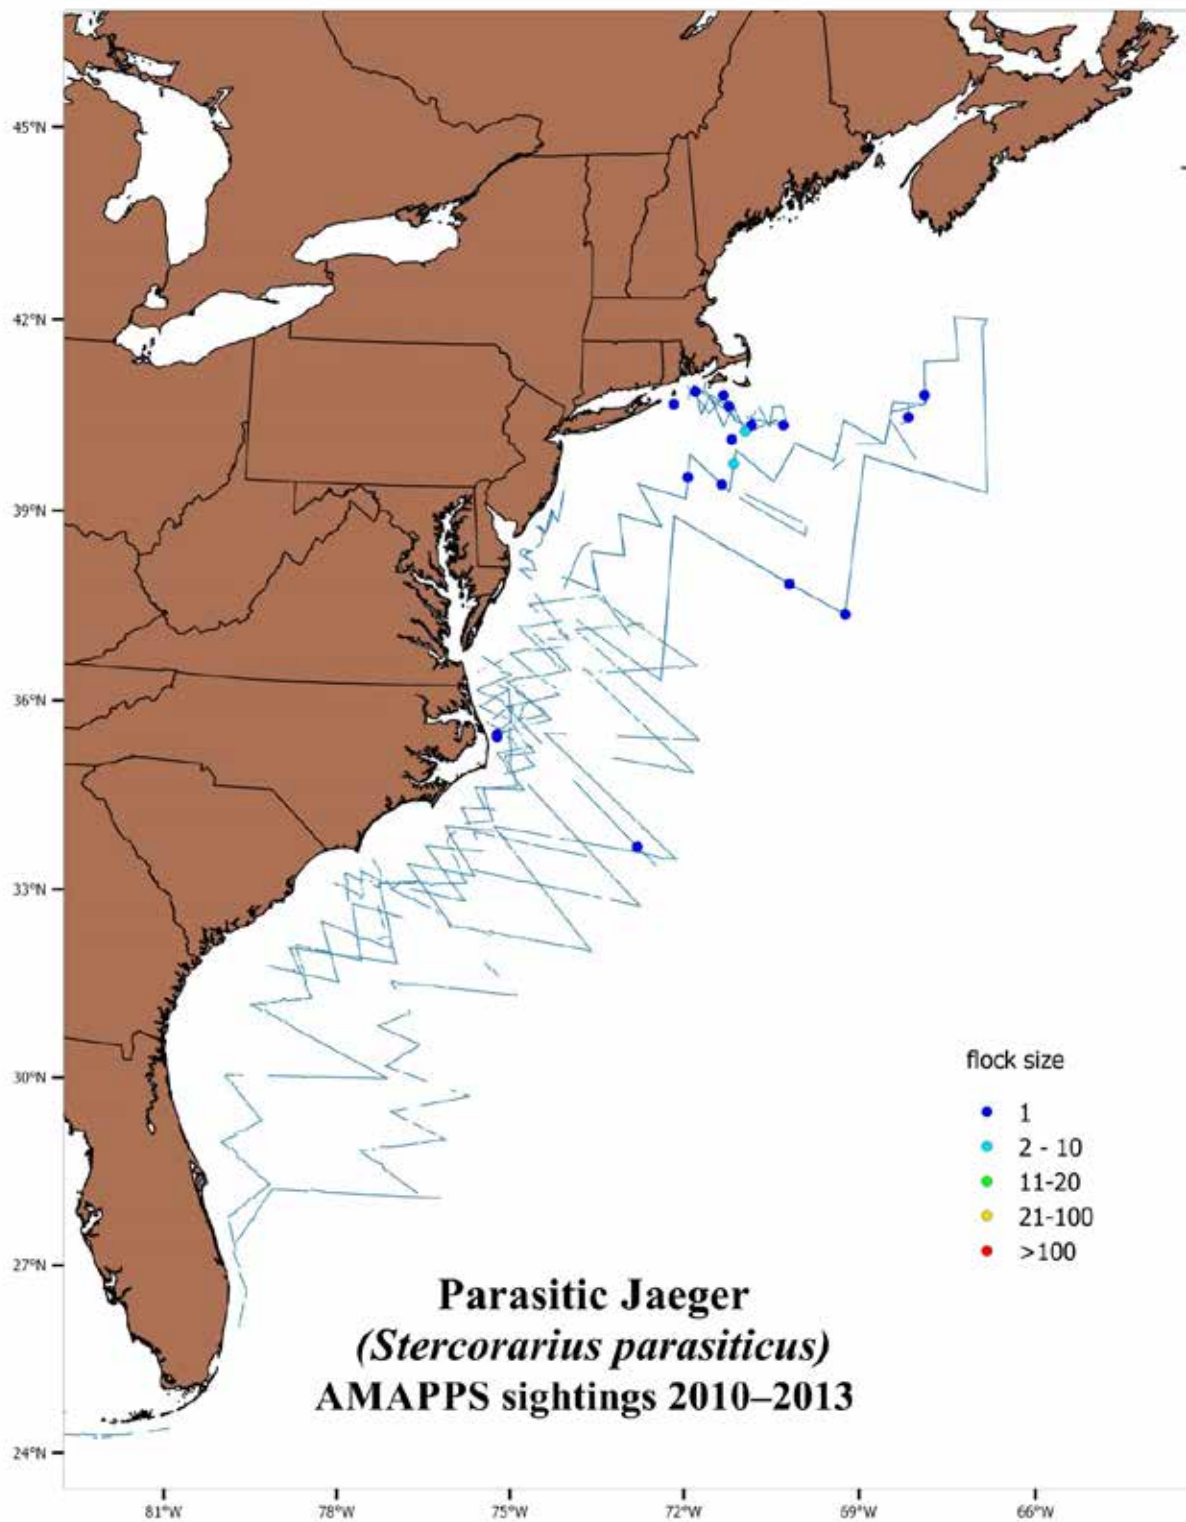 45°N
42°N
39°N
36°N
33°N
30°N
27°N
24°N
flock size
1
2 - 10
11-20
21-100
>100
Parasitic Jaeger
(Stercorarius parasiticus)
AMAPPS sightings 2010–2013
81°W 78°W 75°W 72°W 69°W 66°W